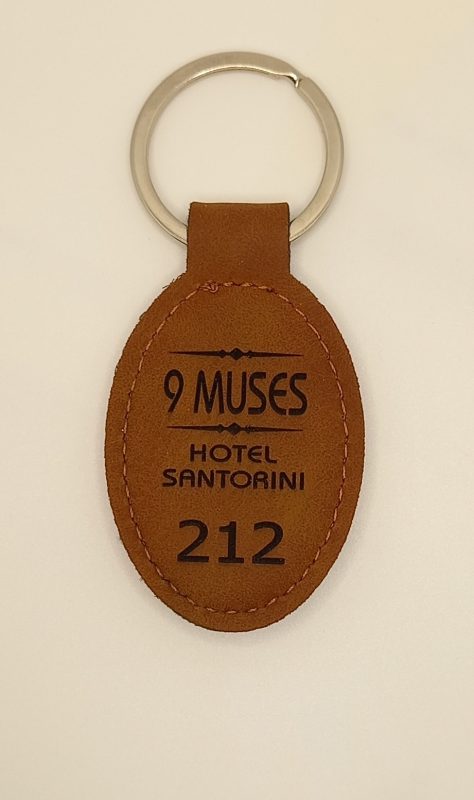 9 MUSES
HOTEL
SANTORINI
212